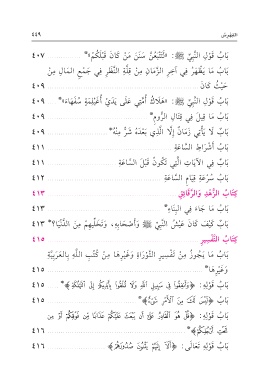 الفِهْرِس ٤٤٩
بَابُ قَوْلِ النَّبِيِّ ﷺ: «لَتَتَّبِعُنَّ سَنَنَ مَنْ كَانَ قَبْلَكُمْ»* ٤٠٧
بَابُ مَا يَظْهَرُ فِي آخِرِ الزَّمَانِ مِنْ قِلَّةِ النَّظَرِ فِي جَمْعِ المَالِ مِنْ
حَيْثُ كَانَ ٤٠٩
بَابُ قَوْلِ النَّبِيِّ ﷺ: «هَلَاكُ أُمَّتِي عَلَى يَدَيْ أُغَيْلِمَةٍ سُفَهَاءَ»* ٤٠٩
بَابُ مَا قِيلَ فِي قِتَالِ الرُّومِ* ٤٠٩
بَابُ لَا يَأْتِي زَمَانٌ إِلَّا الَّذِي بَعْدَهُ شَرٌّ مِنْهُ* ٤٠٩
بَابُ أَشْرَاطِ السَّاعَةِ ٤١١
بَابُ فِي الآيَاتِ الَّتِي تَكُونُ قَبْلَ السَّاعَةِ ٤١١
بَابُ سُرْعَةِ قِيَامِ السَّاعَةِ ٤١٢
كِتَابُ الزُّهْدِ وَالرَّقَائِقِ ٤١٣
بَابُ مَا جَاءَ فِي البِنَاءِ* ٤١٣
بَابُ كَيْفَ كَانَ عَيْشُ النَّبِيِّ ﷺ وَأَصْحَابِهِ، وَتَخَلِّيهِمْ مِنَ الدُّنْيَا؟* ٤١٣
كِتَابُ التَّفْسِيرِ ٤١٥
بَابُ مَا يَجُوزُ مِنْ تَفْسِيرِ التَّوْرَاةِ وَغَيْرِهَا مِنْ كُتُبِ اللَّهِ بِالعَرَبِيَّةِ
وَغَيْرِهَا* ٤١٥
بَابُ قَوْلِهِ: ﴿وَأَنفِقُوا فِي سَبِيلِ اللَّهِ وَلَا تُلْقُوا بِأَيْدِيكُمْ إِلَى التَّهْلُكَةِ﴾* ٤١٥
بَابُ ﴿لَيْسَ لَكَ مِنَ الْأَمْرِ شَيْءٌ﴾* ٤١٥
بَابُ قَوْلِهِ: ﴿قُلْ هُوَ الْقَادِرُ عَلَى أَن يَبْعَثَ عَلَيْكُمْ عَذَابًا مِّن فَوْقِكُمْ أَوْ مِن
تَحْتِ أَرْجُلِكُمْ﴾* ٤١٦
بَابُ قَوْلِهِ تَعَالَى: ﴿أَلَا إِنَّهُمْ يَثْنُونَ صُدُورَهُمْ﴾ ٤١٦